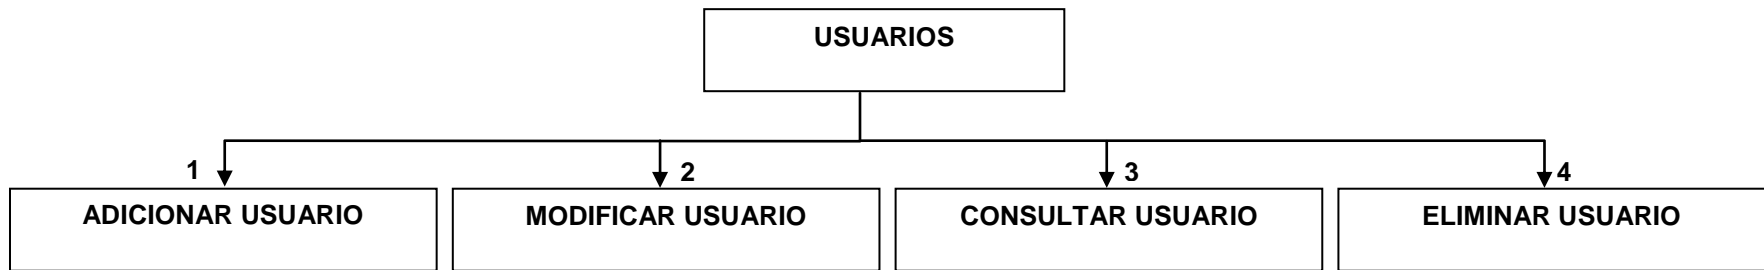 USUARIOS
1
2
3
4
ADICIONAR USUARIO
MODIFICAR USUARIO
CONSULTAR USUARIO
ELIMINAR USUARIO